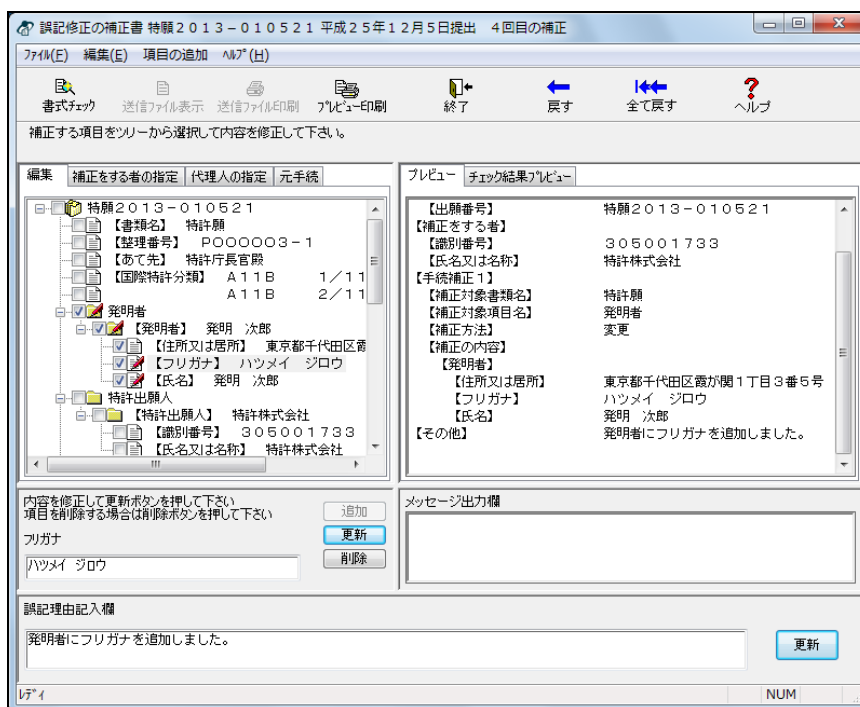 誤記修正の補正書 特願２０１３－０１０５２１ 平成２５年１２月５日提出　４回目の補正
ﾌｧｲﾙ(F)　編集(E)　項目の追加　ﾍﾙﾌﾟ(H)
書式ﾁｪｯｸ　送信ﾌｧｲﾙ表示　送信ﾌｧｲﾙ印刷　ﾌﾟﾚﾋﾞｭｰ印刷　終了　戻す　全て戻す　ヘルプ
補正する項目をツリーから選択して内容を修正して下さい。
編集　補正をする者の指定　代理人の指定　元手続
特願２０１３－０１０５２１
【書類名】　特許願
【整理番号】　ＰＯ００００３－１
【あて先】　特許庁長官殿
【国際特許分類】　Ａ１１Ｂ　　１／１１
Ａ１１Ｂ　　２／１１
発明者
【発明者】　発明　次郎
【住所又は居所】　東京都千代田区霞
【フリガナ】　ハツメイ　ジロウ
【氏名】　発明　次郎
特許出願人
【特許出願人】　特許株式会社
【識別番号】　３０５００１７３３
【氏名又は名称】　特許株式会社
プレビュー　チェック結果ﾌﾟﾚﾋﾞｭｰ
【出願番号】　特願２０１３－０１０５２１
【補正をする者】
【識別番号】　３０５００１７３３
【氏名又は名称】　特許株式会社
【手続補正１】
【補正対象書類名】　特許願
【補正対象項目名】　発明者
【補正方法】　変更
【補正の内容】
【発明者】
【住所又は居所】　東京都千代田区霞が関１丁目３番５号
【フリガナ】　ハツメイ　ジロウ
【氏名】　発明　次郎
【その他】　発明者にフリガナを追加しました。
内容を修正して更新ボタンを押して下さい
項目を削除する場合は削除ボタンを押して下さい
追加
フリガナ
更新
ハツメイ　ジロウ
削除
メッセージ出力欄
誤記理由記入欄
発明者にフリガナを追加しました。
更新
ﾚﾃﾞｨ　NUM